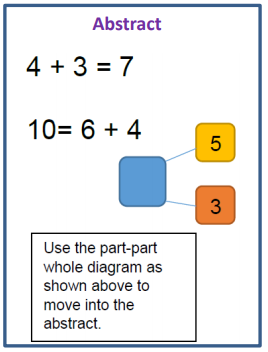 Abstract
4 + 3 = 7
10= 6 + 4
5
3
Use the part-part
whole diagram as
shown above to
move into the
abstract.